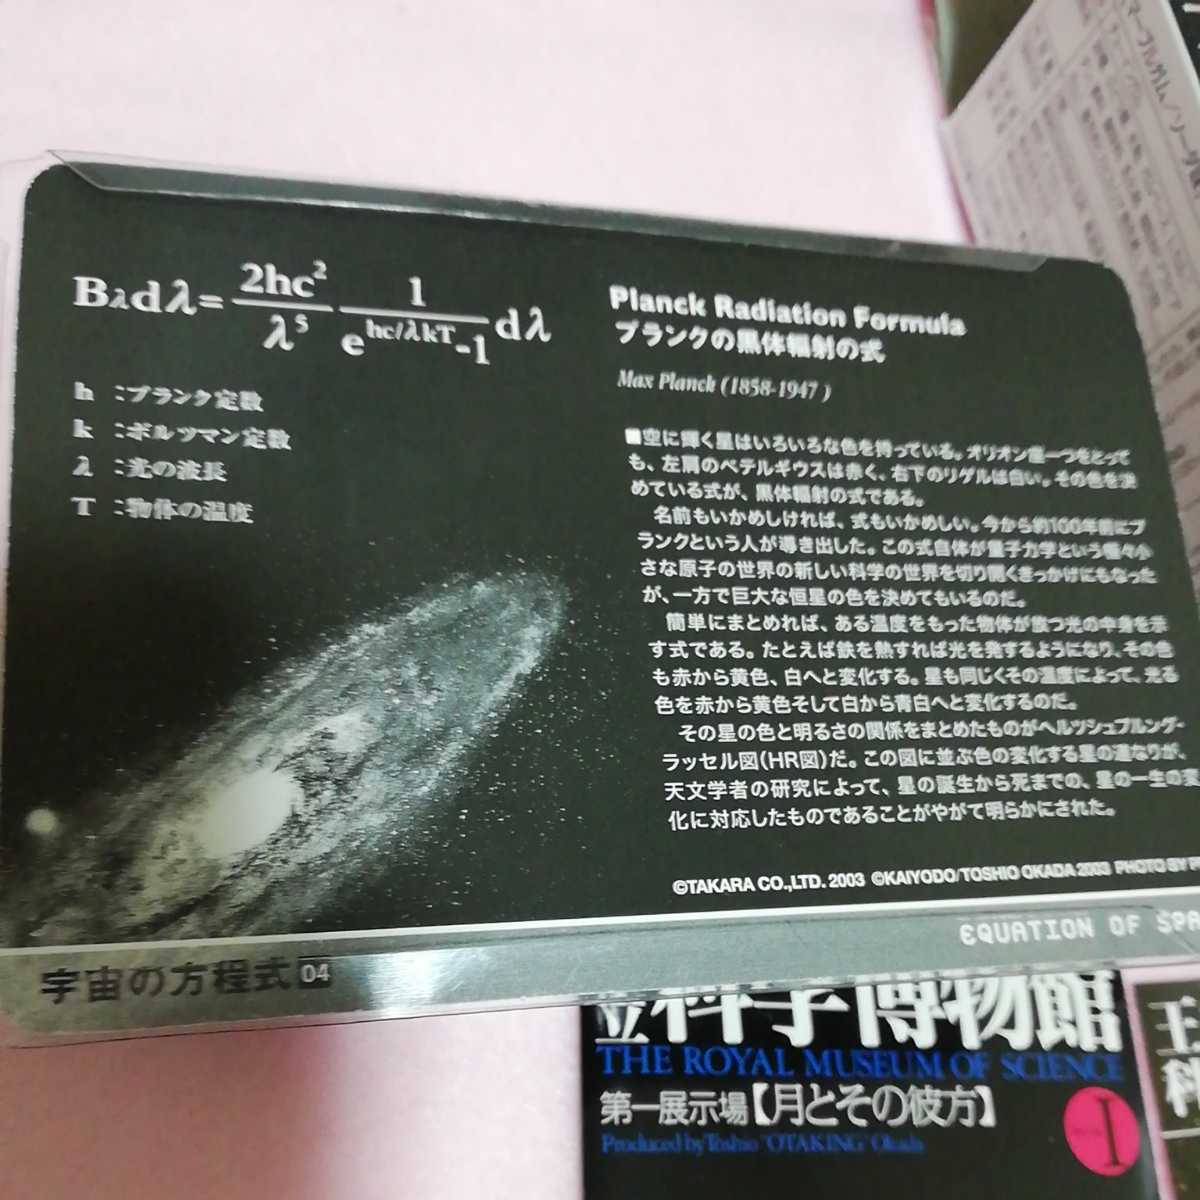 Bλdλ= 2hc² / λ⁵ 1 / e^hc/λkT-1 dλ
h :プランク定数
k :ボルツマン定数
λ :光の波長
T :物体の温度
Planck Radiation Formula
プランクの黒体輻射の式
Max Planck (1858-1947)
■空に輝く星はいろいろな色を持っている。オリオン座一つをとって
も、左肩のベテルギウスは赤く、右下のリゲルは白い。その色を決
めている式が、黒体輻射の式である。
名前もいかめしければ、式もいかめしい。今から約100年前にプ
ランクという人が導き出した。この式自体が量子力学という極々小
さな原子の世界の新しい科学の世界を切り開くきっかけにもなった
が、一方で巨大な恒星の色を決めてもいるのだ。
簡単にまとめれば、ある温度をもった物体が放つ光の中身を示
す式である。たとえば鉄を熱すれば光を発するようになり、その色
も赤から黄色、白へと変化する。星も同じくその温度によって、光る
色を赤から黄色そして白から青白へと変化するのだ。
その星の色と明るさの関係をまとめたものがヘルツシュプルング-
ラッセル図(HR図)だ。この図に並ぶ色の変化する星の連なりが、
天文学者の研究によって、星の誕生から死までの、星の一生の変
化に対応したものであることがやがて明らかにされた。
©TAKARA CO.,LTD. 2003 ©KAIYODO/TOSHIO OKADA 2003 PHOTO BY
EQUATION OF SPA
宇宙の方程式 04
立科学博物館
THE ROYAL MUSEUM OF SCIENCE
第一展示場【月とその彼方】
Produced by Toshio "OTAKING" Okada
I
王
科
マーブルガム/ソーダ